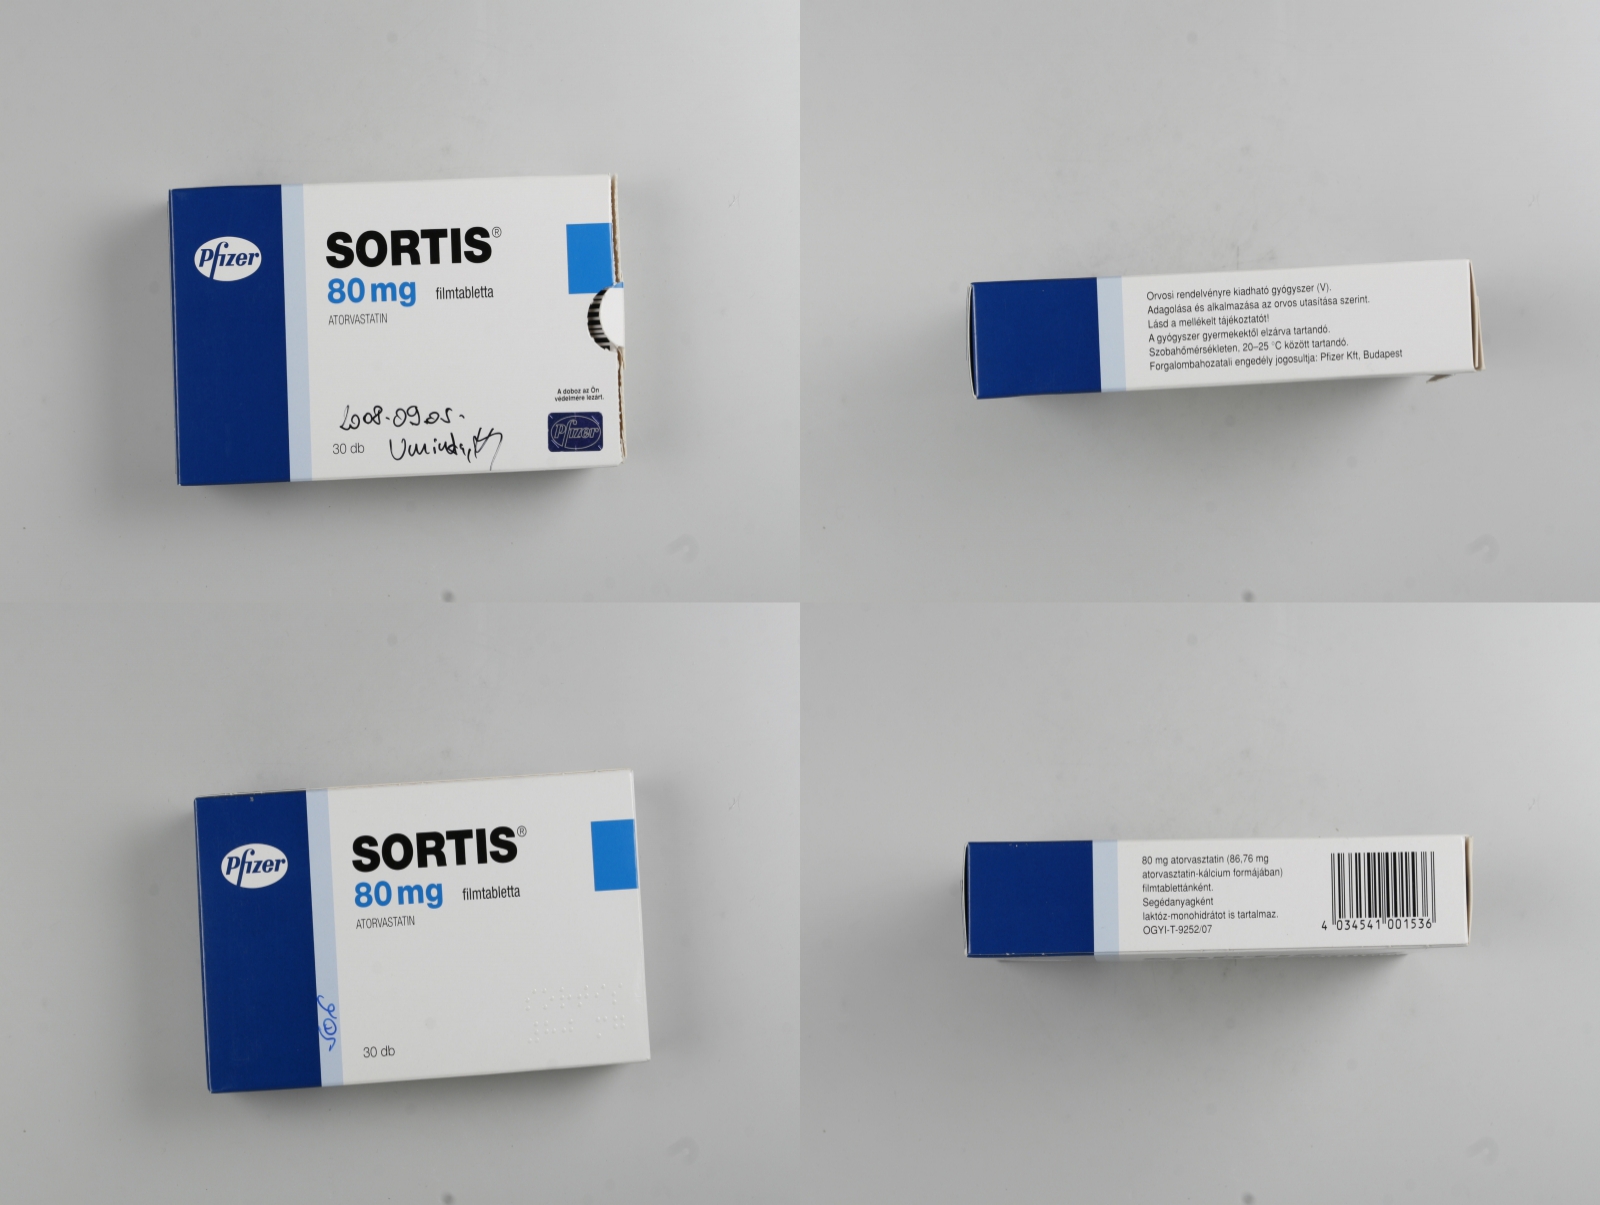 Pfizer
SORTIS®
80 mg filmtabletta
ATORVASTATIN
A doboz az Ön
védelmére lezárt.
Pfizer
2008-09.05.
30 db
Orvosi rendelvényre kiadható gyógyszer (V).
Adagolása és alkalmazása az orvos utasítása szerint.
Lásd a mellékelt tájékoztatót!
A gyógyszer gyermekektől elzárva tartandó.
Szobahőmérsékleten, 20–25 °C között tartandó.
Forgalombahozatali engedély jogosultja: Pfizer Kft, Budapest
Pfizer
SORTIS®
80 mg filmtabletta
ATORVASTATIN
30 db
80 mg atorvasztatin (86,76 mg
atorvasztatin-kálcium formájában)
filmtablettánként.
Segédanyagként
laktóz-monohidrátot is tartalmaz.
OGYI-T-9252/07
4 034541 001536